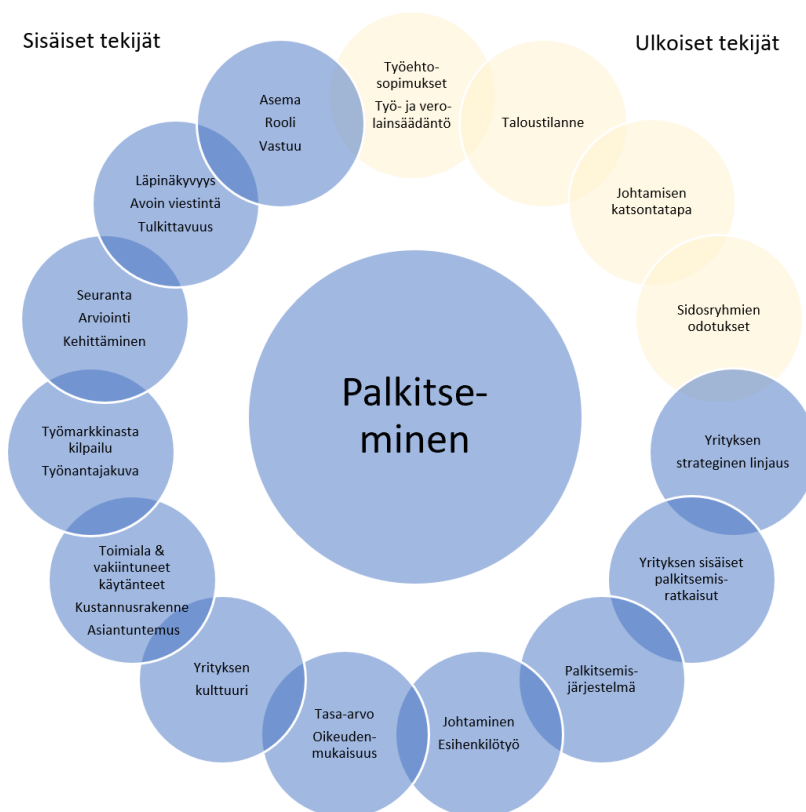 Sisäiset tekijät
Ulkoiset tekijät
Työehto-
sopimukset
Työ- ja vero-
lainsäädäntö
Taloustilanne
Johtamisen
katsontatapa
Sidosryhmien
odotukset
Yrityksen
strateginen linjaus
Yrityksen sisäiset
palkitsemis-
ratkaisut
Palkitsemis-
järjestelmä
Johtaminen
Esihenkilötyö
Tasa-arvo
Oikeuden-
mukaisuus
Yrityksen
kulttuuri
Toimiala &
vakiintuneet
käytänteet
Kustannusrakenne
Asiantuntemus
Työmarkkinasta
kilpailu
Työnantajakuva
Seuranta
Arviointi
Kehittäminen
Läpinäkyvyys
Avoin viestintä
Tulkittavuus
Asema
Rooli
Vastuu
Palkitse-
minen